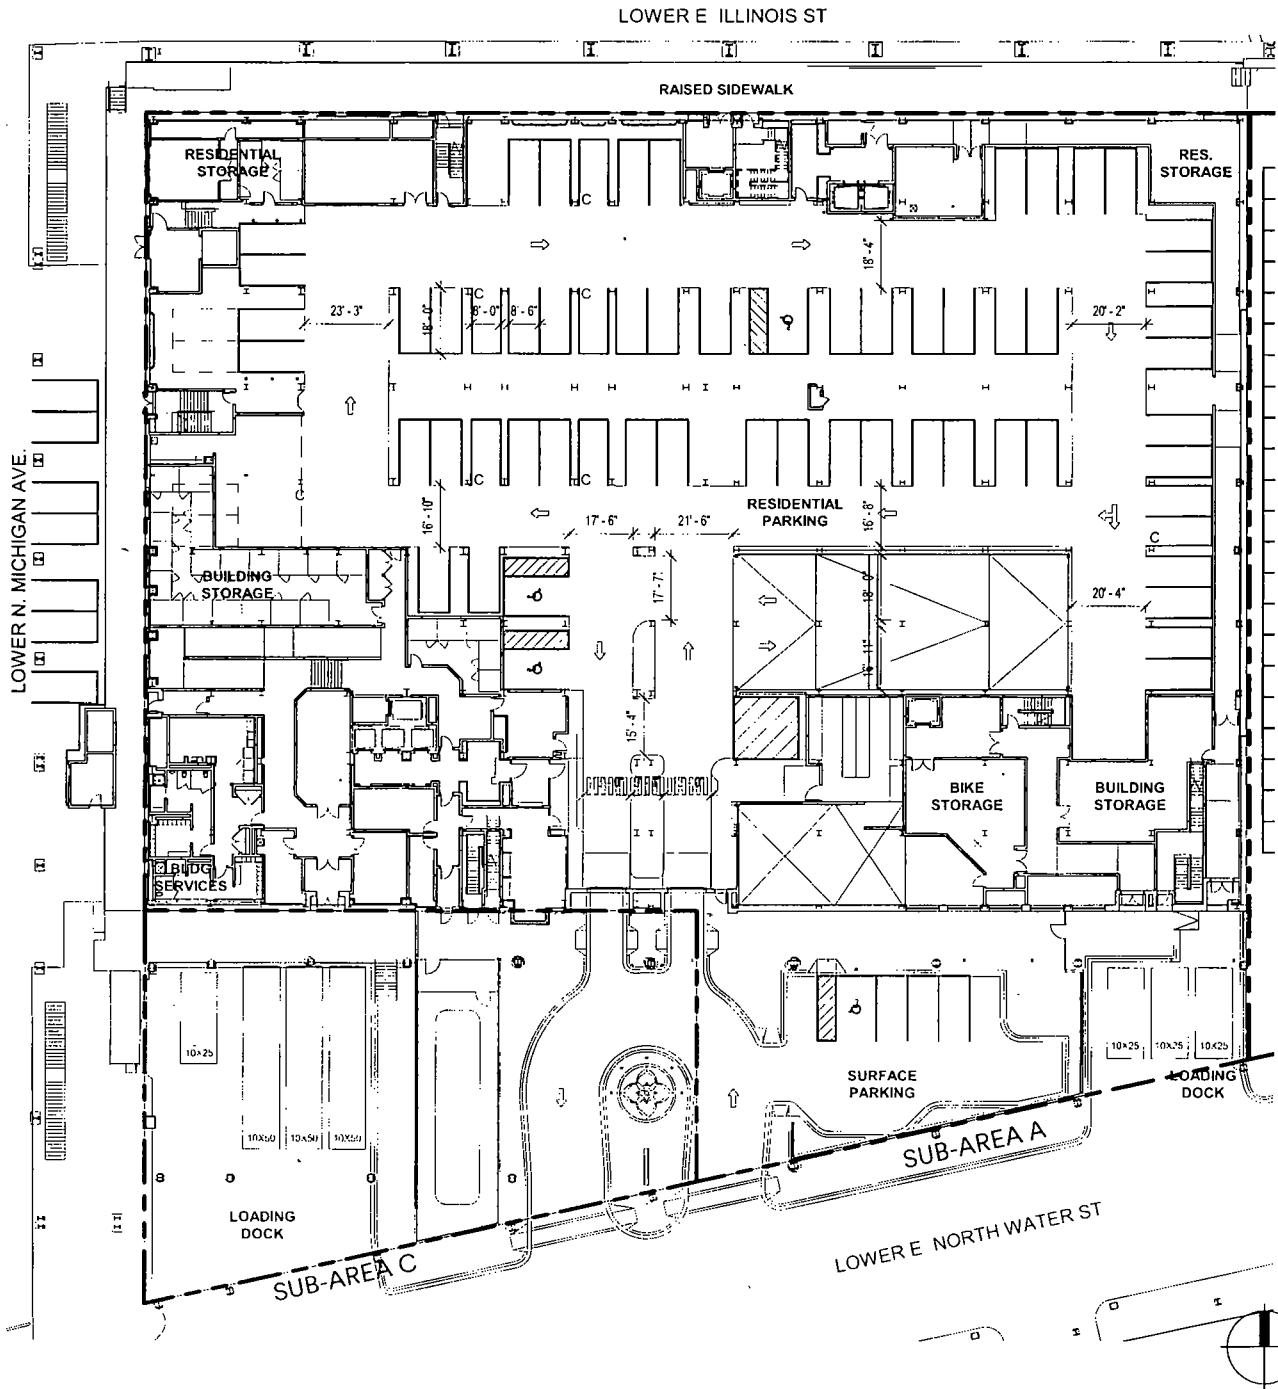 LOWER E ILLINOIS ST
RAISED SIDEWALK
RESIDENTIAL
STORAGE
RES.
STORAGE
C
18'-4"
23'-3"
18'-0"
C
8'-0"
8'-6"
C
20'-2"
LOWER N. MICHIGAN AVE.
C
C
16'-10"
17'-6"
21'-6"
RESIDENTIAL
PARKING
16'-8"
C
BUILDING
STORAGE
17'-7"
18'-0"
20'-4"
16'-11"
15'-4"
BIKE
STORAGE
BUILDING
STORAGE
BLDG
SERVICES
10x25
10x25
10x25
10x25
SURFACE
PARKING
LOADING
DOCK
10X50
10X50
10X50
SUB-AREA A
LOADING
DOCK
LOWER E NORTH WATER ST
SUB-AREA C